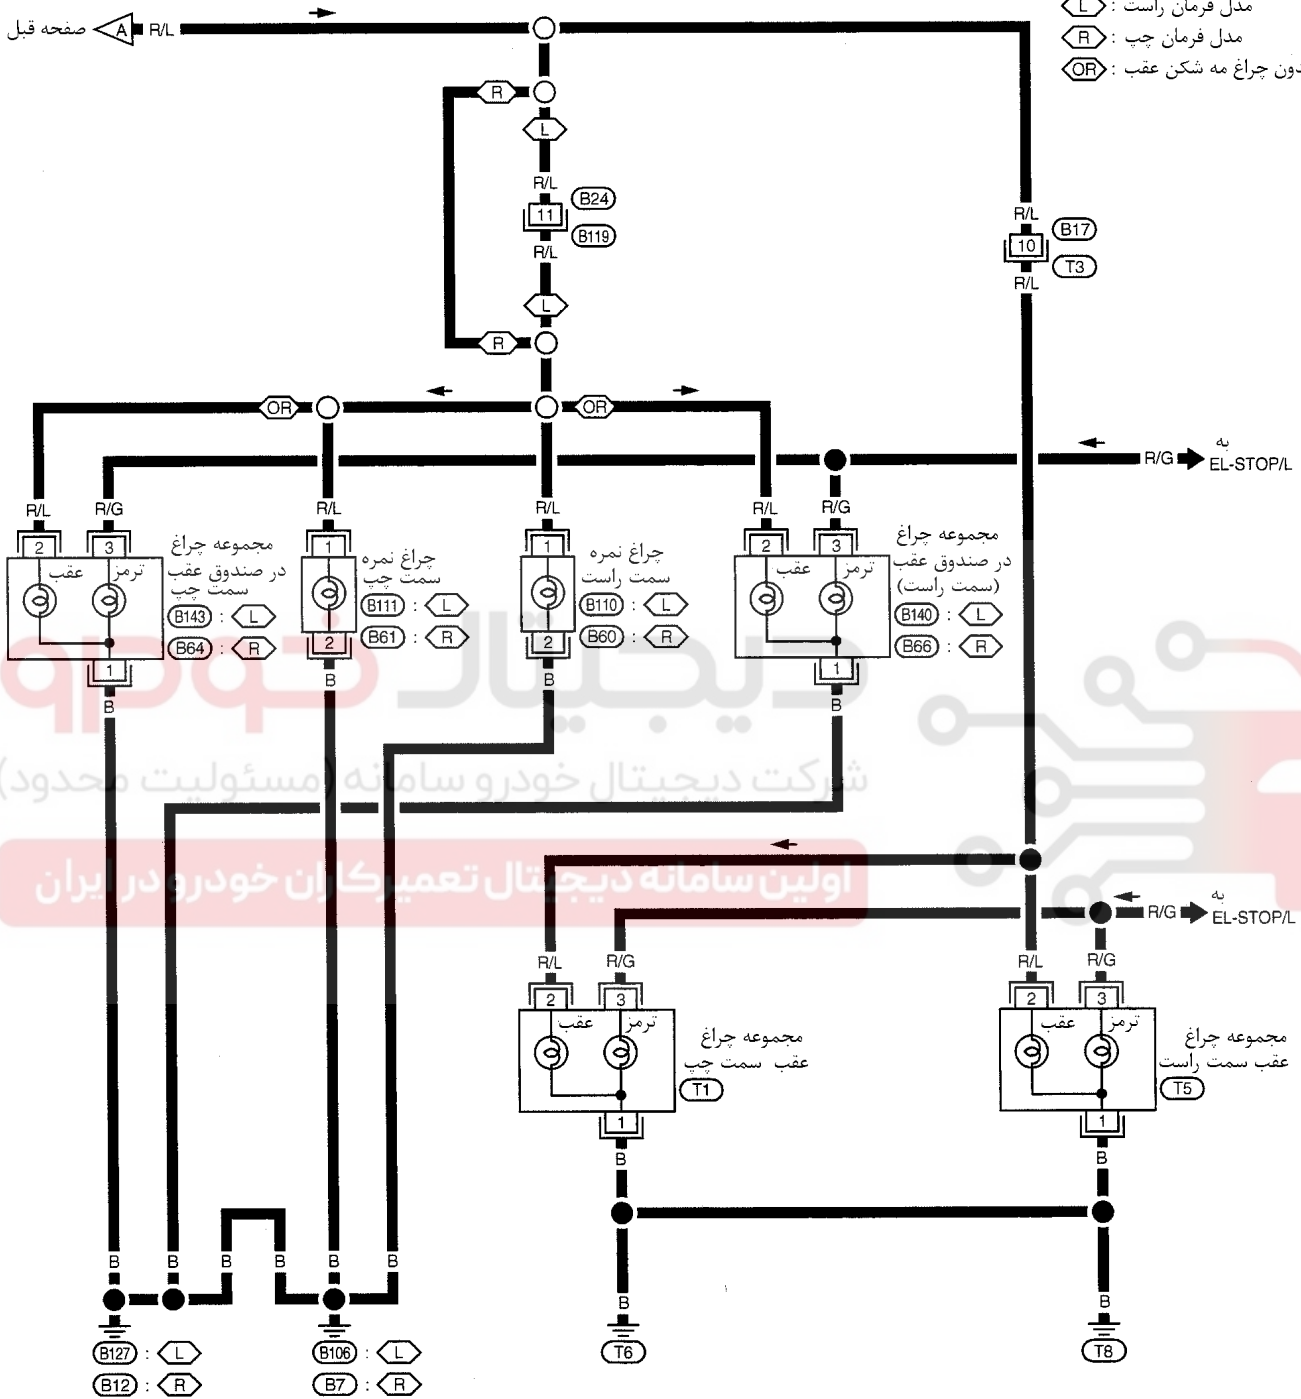 مدل فرمان راست : L
صفحه قبل A R/L
مدل فرمان چپ : R
دون چراغ مه شکن عقب : OR
R
L
R/L
B24
11
B119
R/L
R/L
B17
10
T3
R/L
L
R
OR
OR
R/G
به
EL-STOP/L
R/L
R/G
R/L
R/L
R/L
R/G
2
3
عقب
ترمز
1
B
مجموعه چراغ
در صندوق عقب
سمت چپ
B143 : L
B64 : R
1
2
B
چراغ نمره
سمت چپ
B111 : L
B61 : R
1
2
B
چراغ نمره
سمت راست
B110 : L
B60 : R
2
3
عقب
ترمز
1
B
مجموعه چراغ
در صندوق عقب
(سمت راست)
B140 : L
B66 : R
دیجیتال خودرو
شرکت دیجیتال خودرو سامانه (مسئولیت محدود)
اولین سامانه دیجیتال تعمیرکاران خودرو در ایران
R/G
به
EL-STOP/L
R/L
R/G
R/L
R/G
2
3
عقب
ترمز
1
B
مجموعه چراغ
عقب سمت چپ
T1
2
3
عقب
ترمز
1
B
مجموعه چراغ
عقب سمت راست
T5
B
B
B
B
B
B
B
B
B127 : L
B12 : R
B106 : L
B7 : R
T6
T8